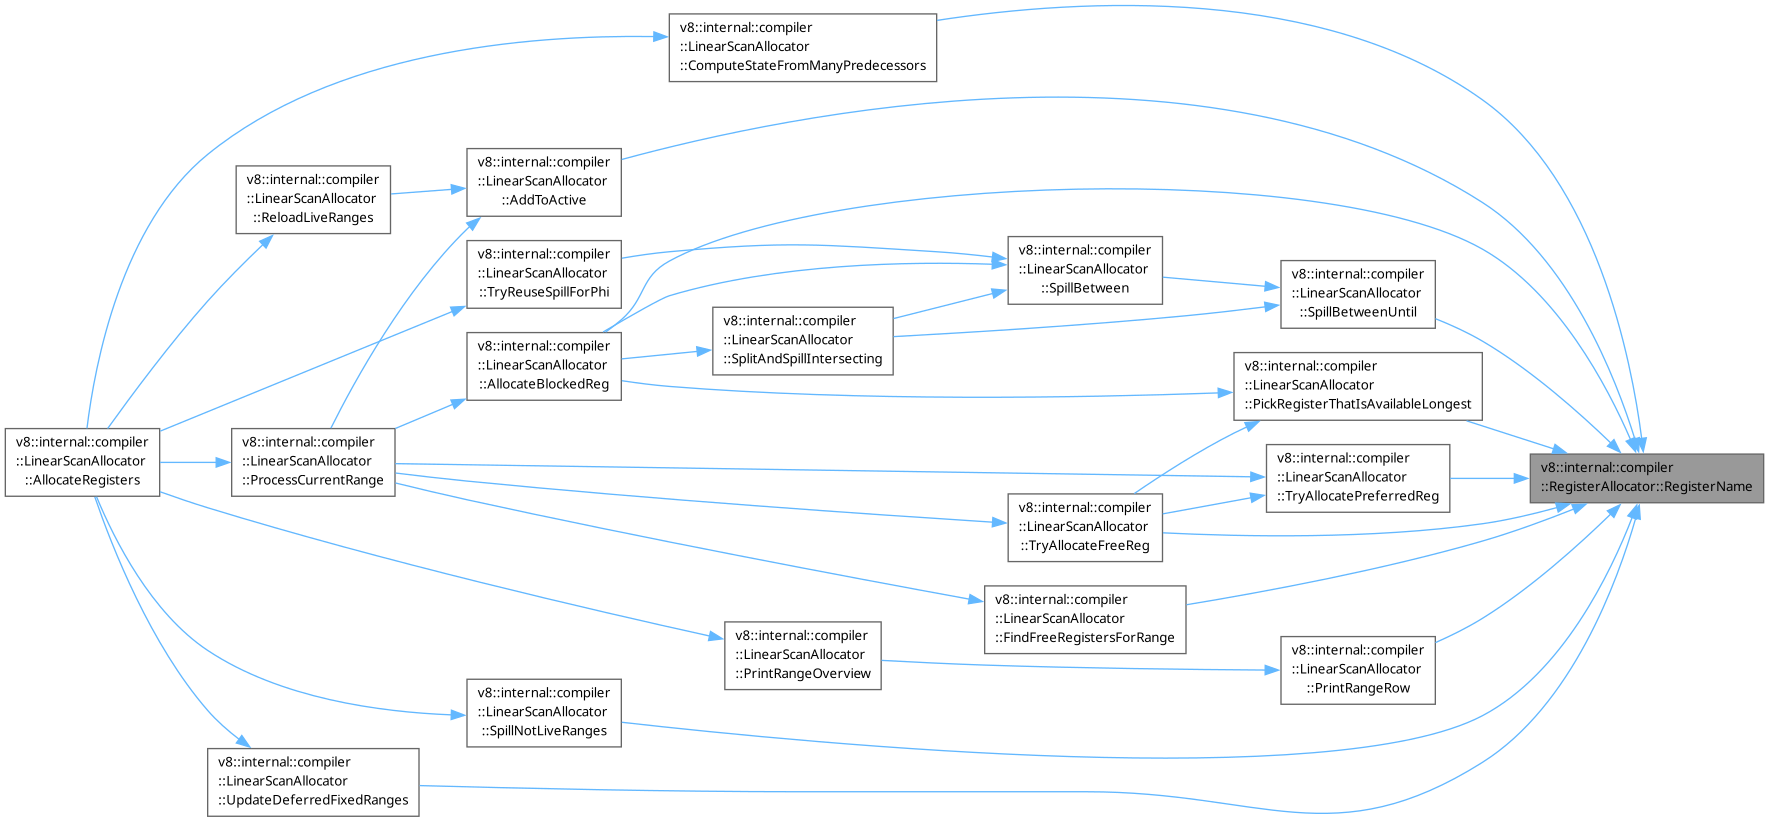 v8::internal::compiler
::LinearScanAllocator
::ComputeStateFromManyPredecessors
v8::internal::compiler
::LinearScanAllocator
::AddToActive
v8::internal::compiler
::LinearScanAllocator
::ReloadLiveRanges
v8::internal::compiler
::LinearScanAllocator
::TryReuseSpillForPhi
v8::internal::compiler
::LinearScanAllocator
::SpillBetween
v8::internal::compiler
::LinearScanAllocator
::SpillBetweenUntil
v8::internal::compiler
::LinearScanAllocator
::SplitAndSpillIntersecting
v8::internal::compiler
::LinearScanAllocator
::AllocateBlockedReg
v8::internal::compiler
::LinearScanAllocator
::PickRegisterThatIsAvailableLongest
v8::internal::compiler
::LinearScanAllocator
::AllocateRegisters
v8::internal::compiler
::LinearScanAllocator
::ProcessCurrentRange
v8::internal::compiler
::LinearScanAllocator
::TryAllocatePreferredReg
v8::internal::compiler
::RegisterAllocator::RegisterName
v8::internal::compiler
::LinearScanAllocator
::TryAllocateFreeReg
v8::internal::compiler
::LinearScanAllocator
::FindFreeRegistersForRange
v8::internal::compiler
::LinearScanAllocator
::PrintRangeOverview
v8::internal::compiler
::LinearScanAllocator
::PrintRangeRow
v8::internal::compiler
::LinearScanAllocator
::SpillNotLiveRanges
v8::internal::compiler
::LinearScanAllocator
::UpdateDeferredFixedRanges